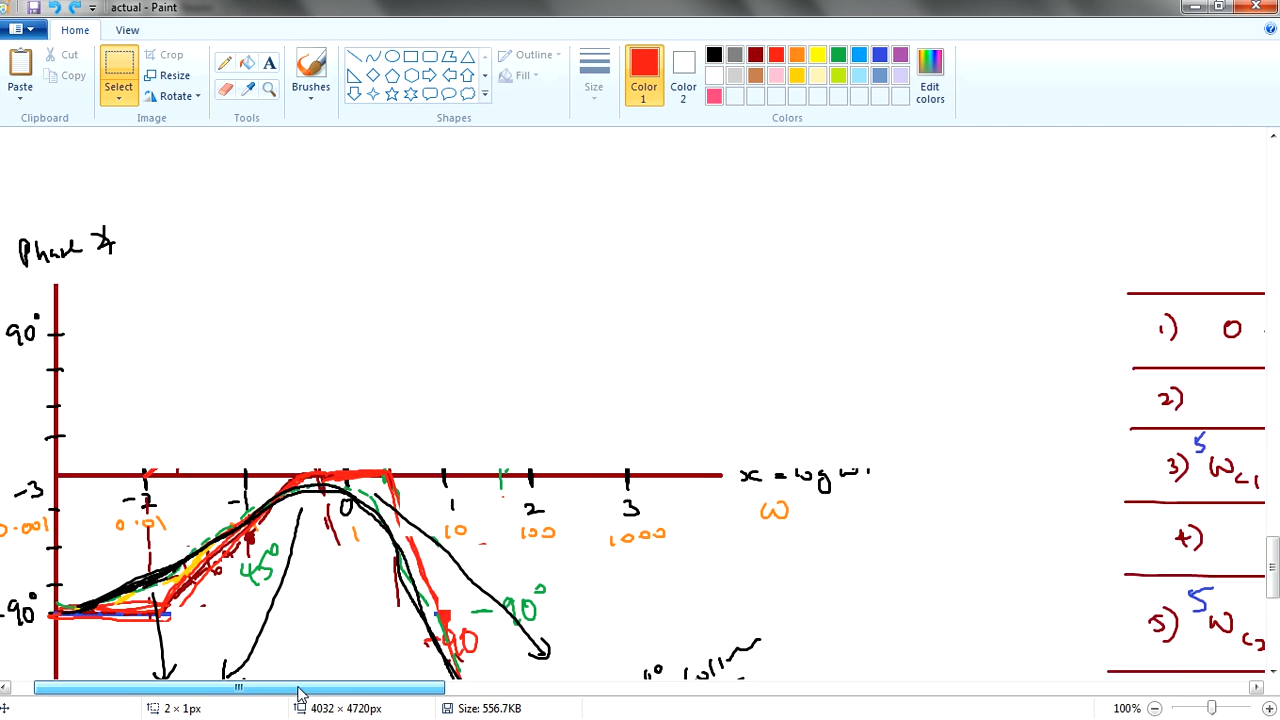 actual - Paint
Home View
Paste
Cut
Copy
Clipboard
Select
Crop
Resize
Rotate
Image
Tools
Brushes
Shapes
Outline
Fill
Size
Color 1
Color 2
Edit colors
Colors
Phase
90°
-3 -2 -1 0 1 2 3
0.001 0.01 1 10 100 1000 ω
45°
-90°
-90°
-90
1) 0
2)
3) 5 ωc1
4)
5) 5 ωc2
2 × 1px
4032 × 4720px
Size: 556.7KB
100%